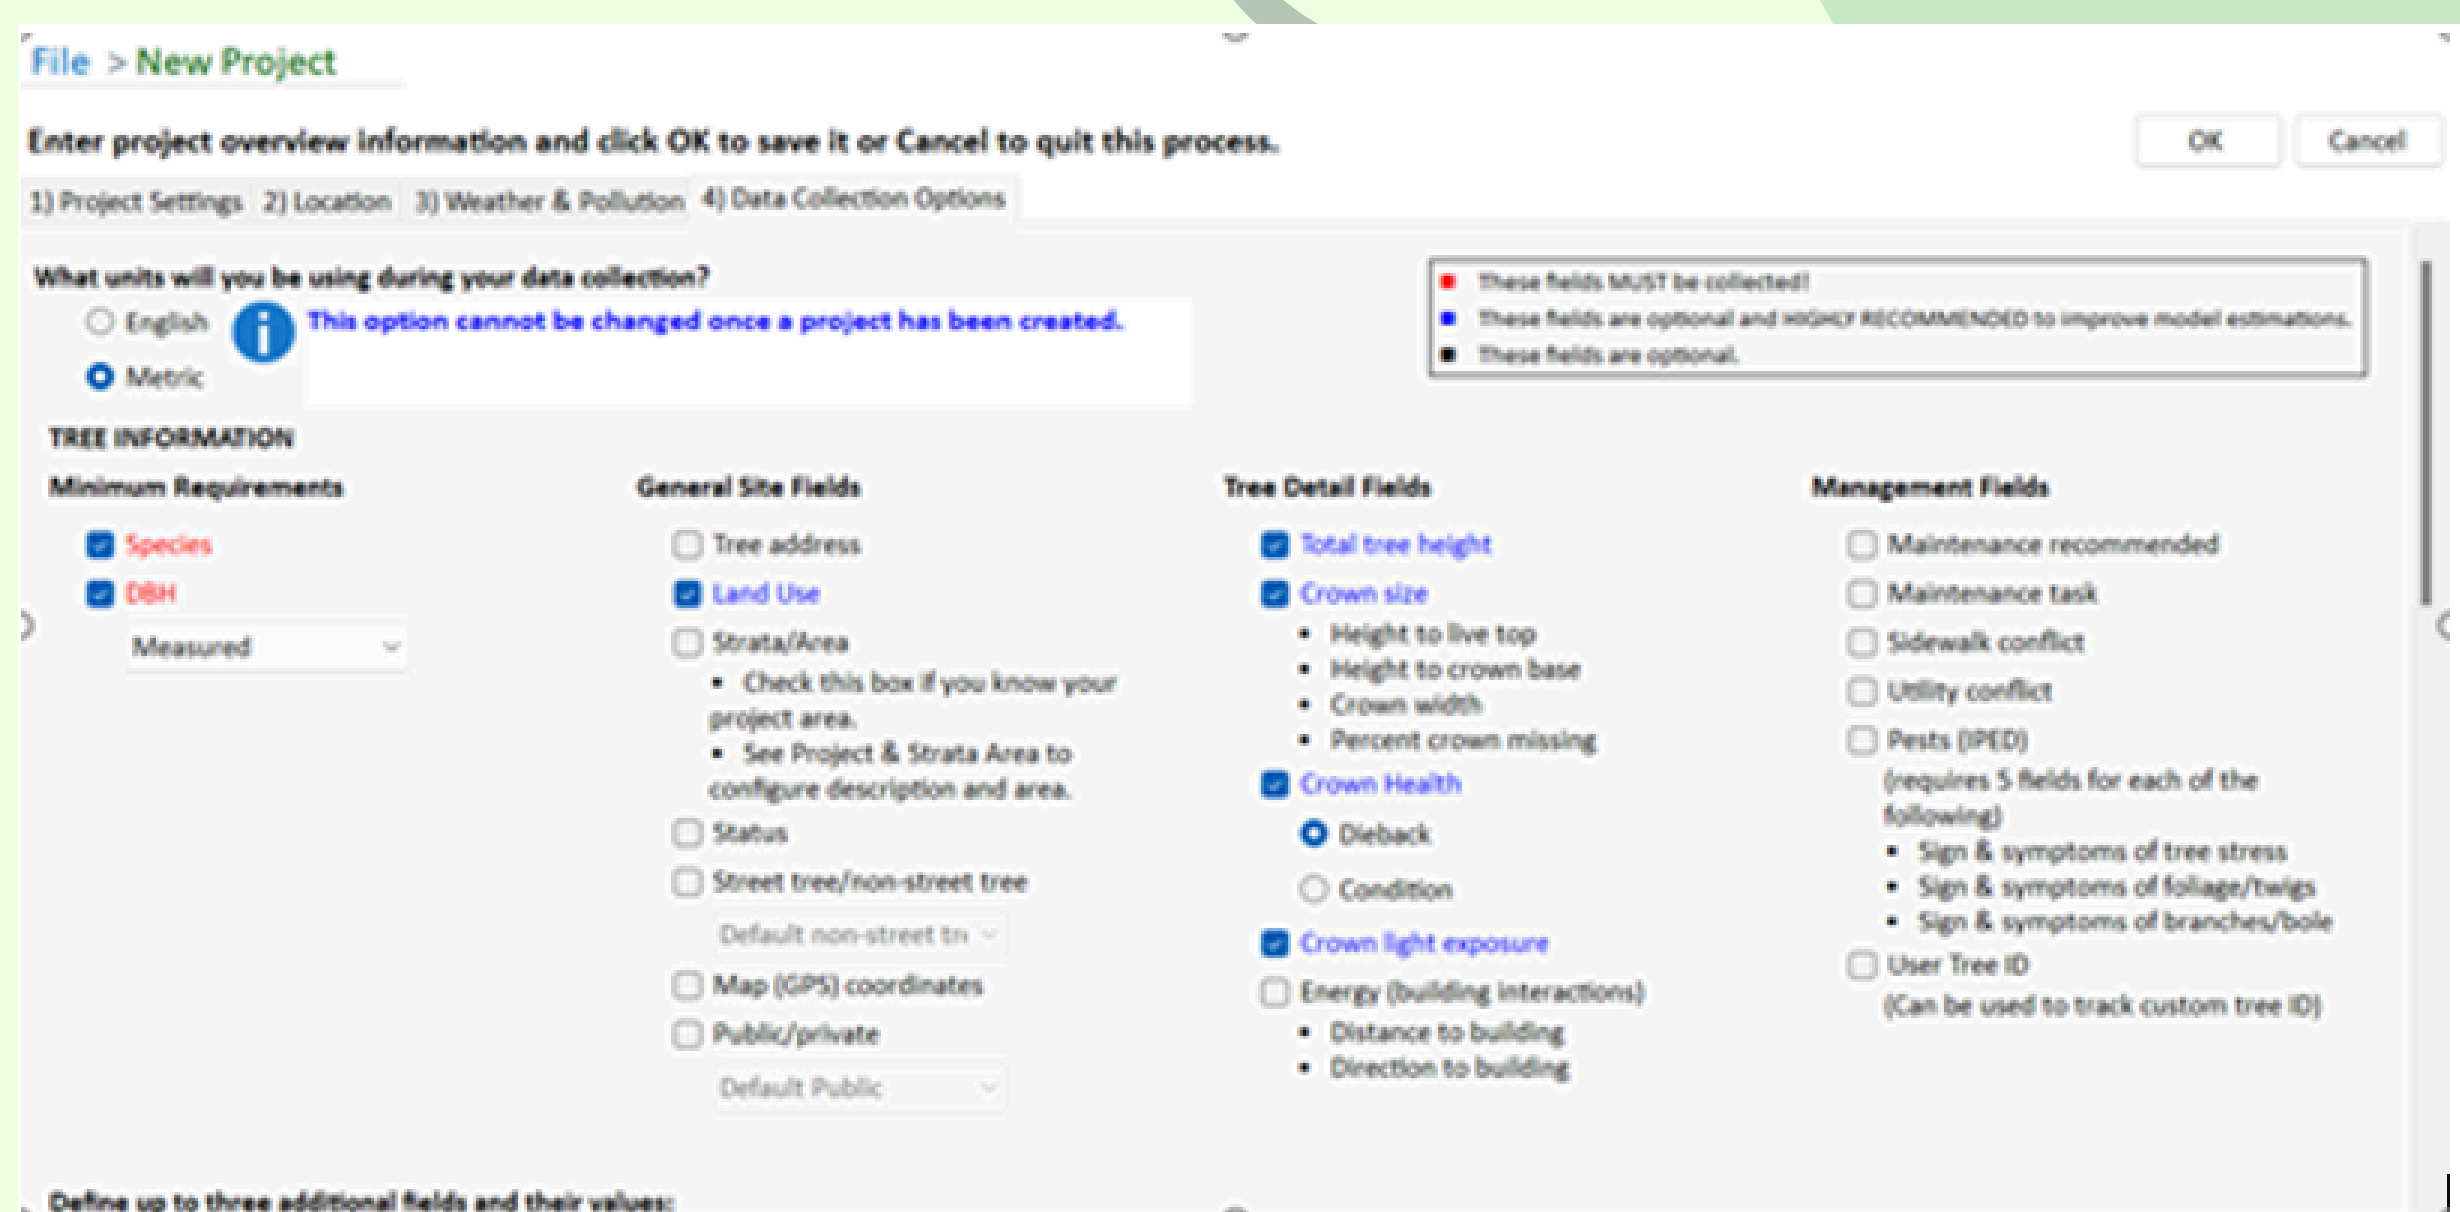 File > New Project
Enter project overview information and click OK to save it or Cancel to quit this process.
OK
Cancel
1) Project Settings
2) Location
3) Weather & Pollution
4) Data Collection Options
What units will you be using during your data collection?
English
Metric
This option cannot be changed once a project has been created.
These fields MUST be collected!
These fields are optional and HIGHLY RECOMMENDED to improve model estimations.
These fields are optional.
TREE INFORMATION
Minimum Requirements
Species
DBH
Measured
General Site Fields
Tree address
Land Use
Strata/Area
• Check this box if you know your
project area.
• See Project & Strata Area to
configure description and area.
Status
Street tree/non-street tree
Default non-street tre
Map (GPS) coordinates
Public/private
Default Public
Tree Detail Fields
Total tree height
Crown size
• Height to live top
• Height to crown base
• Crown width
• Percent crown missing
Crown Health
Dieback
Condition
Crown light exposure
Energy (building interactions)
• Distance to building
• Direction to building
Management Fields
Maintenance recommended
Maintenance task
Sidewalk conflict
Utility conflict
Pests (IPED)
(requires 5 fields for each of the
following)
• Sign & symptoms of tree stress
• Sign & symptoms of foliage/twigs
• Sign & symptoms of branches/bole
User Tree ID
(Can be used to track custom tree ID)
Define up to three additional fields and their values: